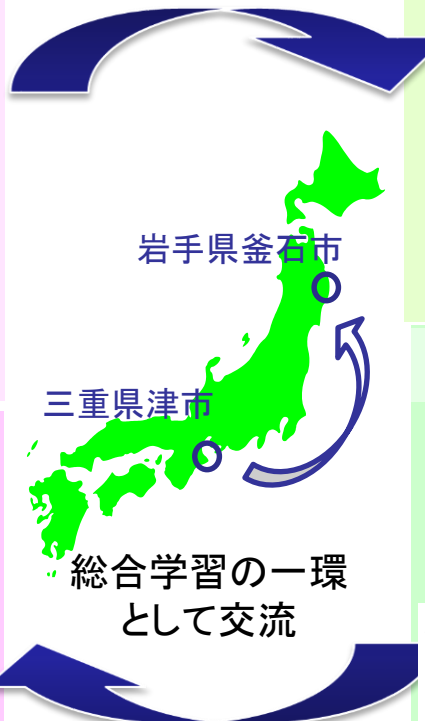 岩手県釜石市
三重県津市
総合学習の一環
として交流